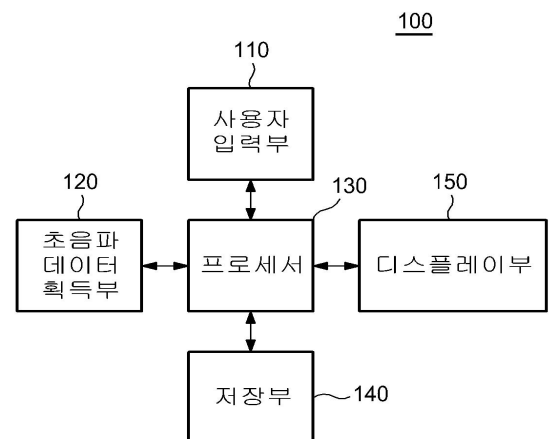 100
110
사용자
입력부
120
130
150
초음파
데이터
획득부
프로세서
디스플레이부
저장부
140